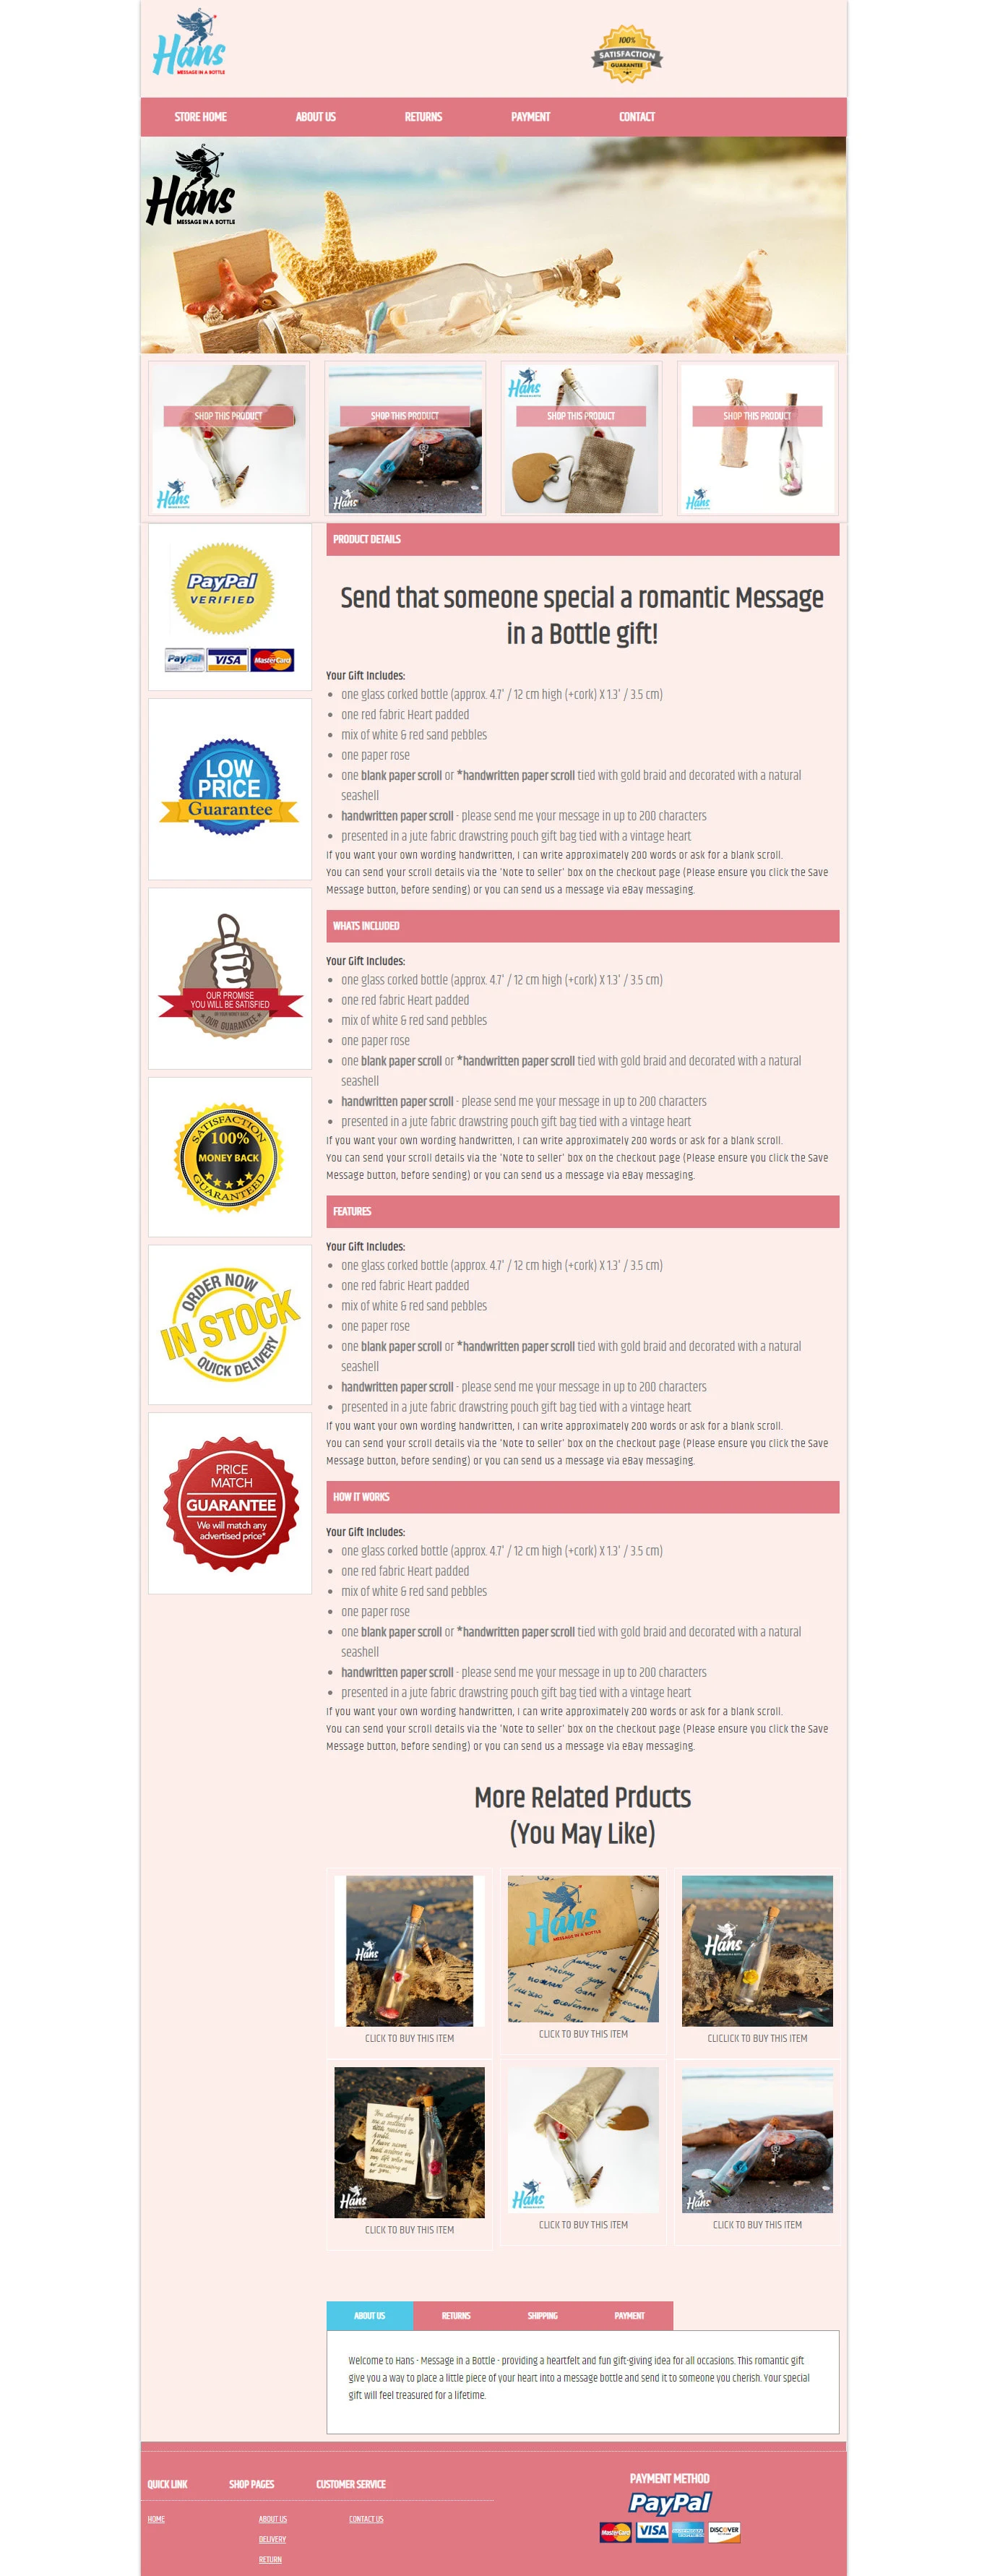 Hans
MESSAGE IN A BOTTLE
100%
SATISFACTION
GUARANTEE
STORE HOME ABOUT US RETURNS PAYMENT CONTACT
Hans
MESSAGE IN A BOTTLE
SHOP THIS PRODUCT SHOP THIS PRODUCT SHOP THIS PRODUCT SHOP THIS PRODUCT
Hans Hans Hans Hans
PayPal
VERIFIED
PayPal VISA MasterCard
LOW
PRICE
Guarantee
OUR PROMISE
YOU WILL BE SATISFIED
OR YOUR MONEY BACK
OUR GUARANTEE
SATISFACTION
100%
MONEY BACK
GUARANTEED
ORDER NOW
IN STOCK
QUICK DELIVERY
PRICE
MATCH
GUARANTEE
We will match any
advertised price*
PRODUCT DETAILS
Send that someone special a romantic Message
in a Bottle gift!
Your Gift Includes:
• one glass corked bottle (approx. 4.7' / 12 cm high (+cork) X 1.3' / 3.5 cm)
• one red fabric Heart padded
• mix of white & red sand pebbles
• one paper rose
• one blank paper scroll or *handwritten paper scroll tied with gold braid and decorated with a natural
seashell
• handwritten paper scroll - please send me your message in up to 200 characters
• presented in a jute fabric drawstring pouch gift bag tied with a vintage heart
If you want your own wording handwritten, I can write approximately 200 words or ask for a blank scroll.
You can send your scroll details via the 'Note to seller' box on the checkout page (Please ensure you click the Save
Message button, before sending) or you can send us a message via eBay messaging.
WHATS INCLUDED
Your Gift Includes:
• one glass corked bottle (approx. 4.7' / 12 cm high (+cork) X 1.3' / 3.5 cm)
• one red fabric Heart padded
• mix of white & red sand pebbles
• one paper rose
• one blank paper scroll or *handwritten paper scroll tied with gold braid and decorated with a natural
seashell
• handwritten paper scroll - please send me your message in up to 200 characters
• presented in a jute fabric drawstring pouch gift bag tied with a vintage heart
If you want your own wording handwritten, I can write approximately 200 words or ask for a blank scroll.
You can send your scroll details via the 'Note to seller' box on the checkout page (Please ensure you click the Save
Message button, before sending) or you can send us a message via eBay messaging.
FEATURES
Your Gift Includes:
• one glass corked bottle (approx. 4.7' / 12 cm high (+cork) X 1.3' / 3.5 cm)
• one red fabric Heart padded
• mix of white & red sand pebbles
• one paper rose
• one blank paper scroll or *handwritten paper scroll tied with gold braid and decorated with a natural
seashell
• handwritten paper scroll - please send me your message in up to 200 characters
• presented in a jute fabric drawstring pouch gift bag tied with a vintage heart
If you want your own wording handwritten, I can write approximately 200 words or ask for a blank scroll.
You can send your scroll details via the 'Note to seller' box on the checkout page (Please ensure you click the Save
Message button, before sending) or you can send us a message via eBay messaging.
HOW IT WORKS
Your Gift Includes:
• one glass corked bottle (approx. 4.7' / 12 cm high (+cork) X 1.3' / 3.5 cm)
• one red fabric Heart padded
• mix of white & red sand pebbles
• one paper rose
• one blank paper scroll or *handwritten paper scroll tied with gold braid and decorated with a natural
seashell
• handwritten paper scroll - please send me your message in up to 200 characters
• presented in a jute fabric drawstring pouch gift bag tied with a vintage heart
If you want your own wording handwritten, I can write approximately 200 words or ask for a blank scroll.
You can send your scroll details via the 'Note to seller' box on the checkout page (Please ensure you click the Save
Message button, before sending) or you can send us a message via eBay messaging.
More Related Prducts
(You May Like)
Hans Hans Hans
MESSAGE IN A BOTTLE
CLICK TO BUY THIS ITEM CLICK TO BUY THIS ITEM CLICLICK TO BUY THIS ITEM
Hans Hans Hans
CLICK TO BUY THIS ITEM CLICK TO BUY THIS ITEM CLICK TO BUY THIS ITEM
ABOUT US RETURNS SHIPPING PAYMENT
Welcome to Hans - Message in a Bottle - providing a heartfelt and fun gift-giving idea for all occasions. This romantic gift
give you a way to place a little piece of your heart into a message bottle and send it to someone you cherish. Your special
gift will feel treasured for a lifetime.
QUICK LINK SHOP PAGES CUSTOMER SERVICE
HOME ABOUT US CONTACT US
DELIVERY
RETURN
PAYMENT METHOD
PayPal
MasterCard VISA AMERICAN EXPRESS DISCOVER